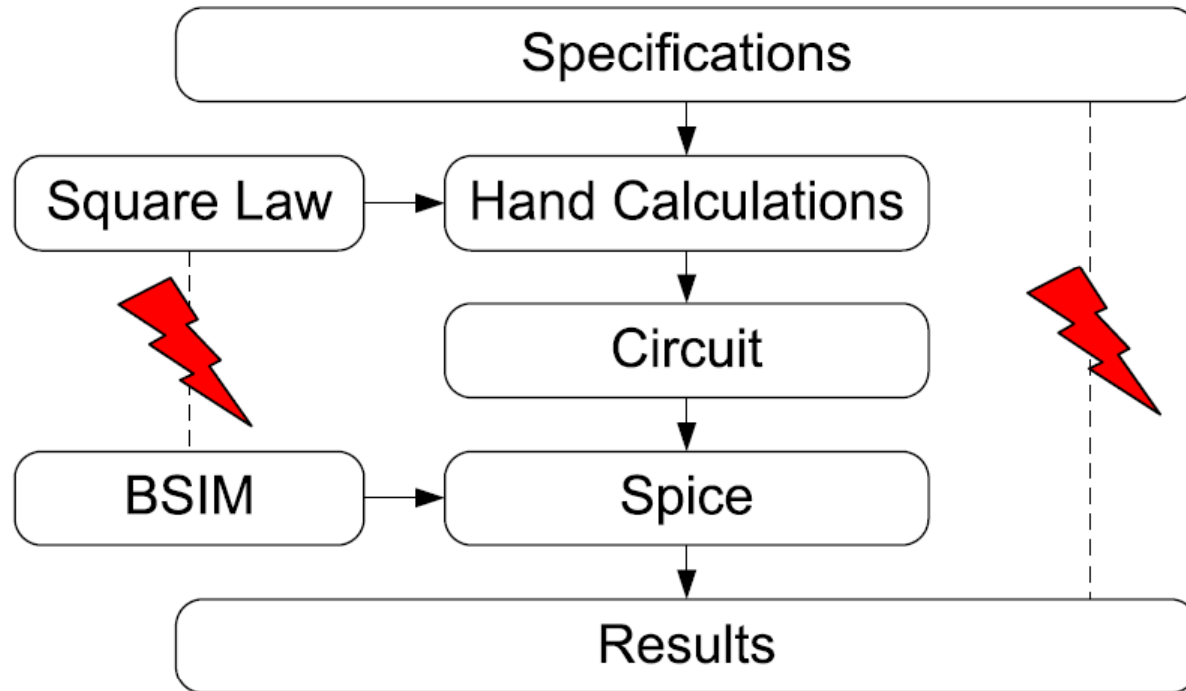 Specifications
Square Law
Hand Calculations
Circuit
BSIM
Spice
Results